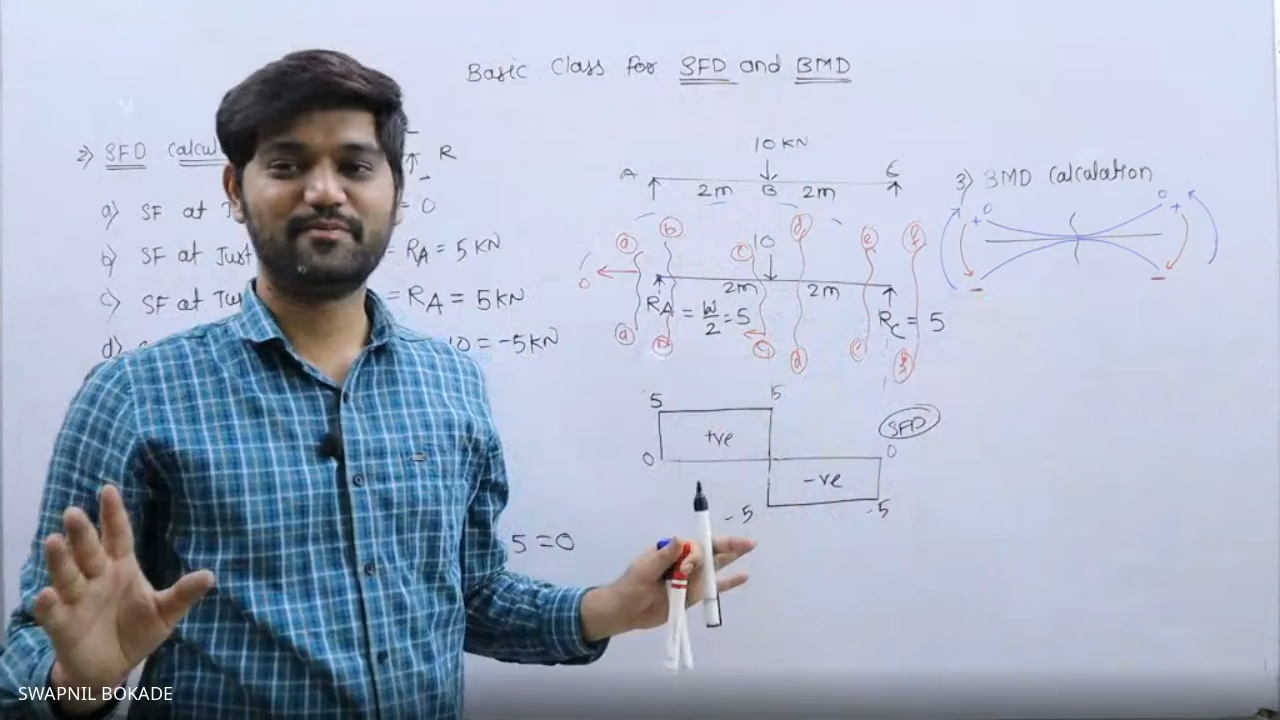 Basic Class for SFD and BMD
2) SFD Calcu
R
a) SF at = 0
b) SF at Just = RA = 5 KN
c) SF at Ju = RA = 5 KN
d) 10 = -5 KN
5 = 0
10 KN
A C
2m B 2m
a b c d e f
10
0
2m 2m
RA = W/2 = 5
RC = 5
a b c d e f
5 5
+ve
SFD
0 0
-ve
-5 -5
3) BMD Calculation
0 0
+ +
- -
SWAPNIL BOKADE